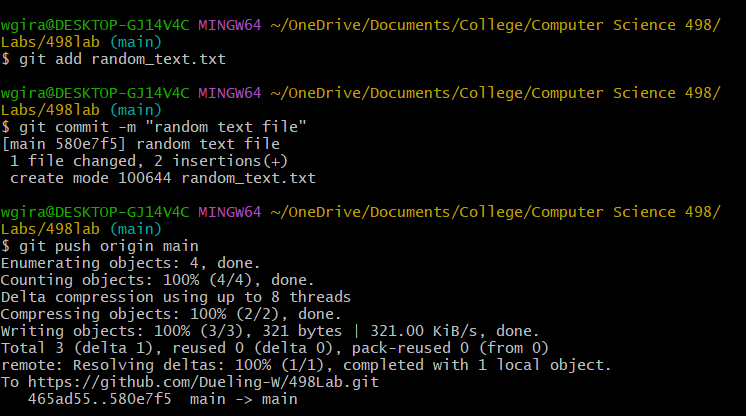 wgira@DESKTOP-GJ14V4C MINGW64 ~/OneDrive/Documents/College/Computer Science 498/
Labs/498lab (main)
$ git add random_text.txt
wgira@DESKTOP-GJ14V4C MINGW64 ~/OneDrive/Documents/College/Computer Science 498/
Labs/498lab (main)
$ git commit -m "random text file"
[main 580e7f5] random text file
 1 file changed, 2 insertions(+)
 create mode 100644 random_text.txt
wgira@DESKTOP-GJ14V4C MINGW64 ~/OneDrive/Documents/College/Computer Science 498/
Labs/498lab (main)
$ git push origin main
Enumerating objects: 4, done.
Counting objects: 100% (4/4), done.
Delta compression using up to 8 threads
Compressing objects: 100% (2/2), done.
Writing objects: 100% (3/3), 321 bytes | 321.00 KiB/s, done.
Total 3 (delta 1), reused 0 (delta 0), pack-reused 0 (from 0)
remote: Resolving deltas: 100% (1/1), completed with 1 local object.
To https://github.com/Dueling-W/498Lab.git
   465ad55..580e7f5  main -> main